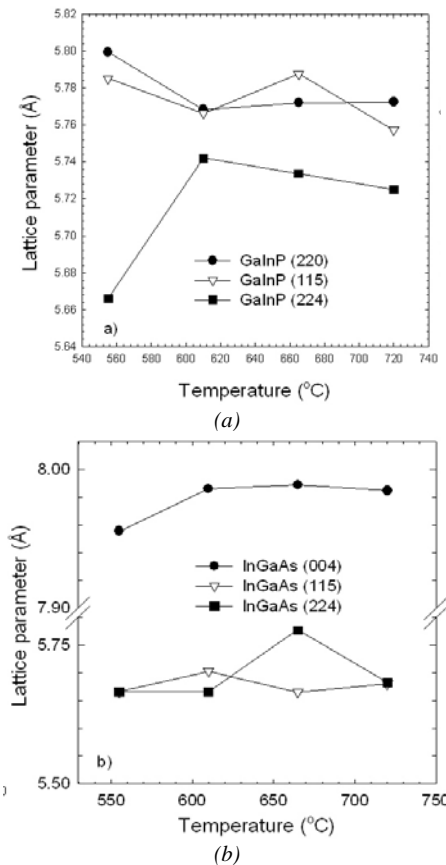 5.80
5.78
5.76
5.74
5.72
5.70
5.68
5.66
5.64
Lattice parameter (Å)
GaInP (220)
GaInP (115)
GaInP (224)
a)
540 560 580 600 620 640 660 680 700 720 740
Temperature (°C)
(a)
8.00
7.90
5.75
5.50
Lattice parameter (Å)
InGaAs (004)
InGaAs (115)
InGaAs (224)
b)
550 600 650 700 750
Temperature (°C)
(b)